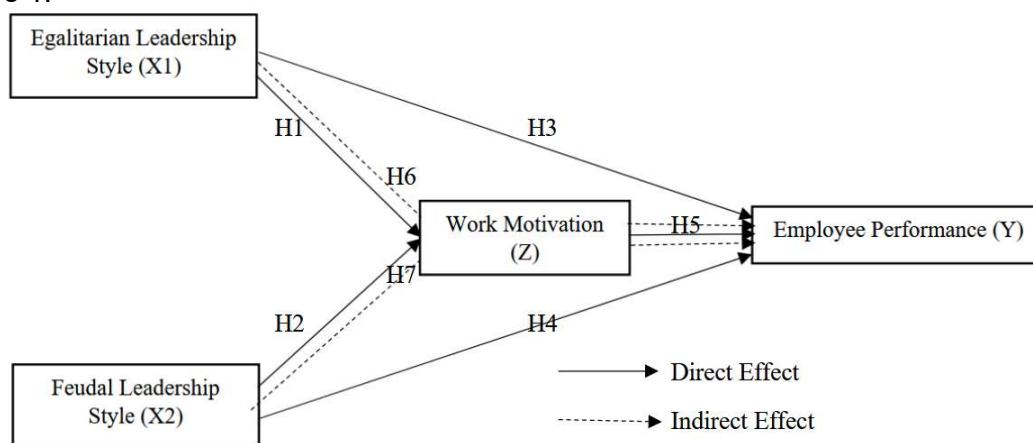 Egalitarian Leadership
Style (X1)
H1
H3
H6
Work Motivation
(Z)
H5
Employee Performance (Y)
H7
H2
H4
Feudal Leadership
Style (X2)
Direct Effect
Indirect Effect